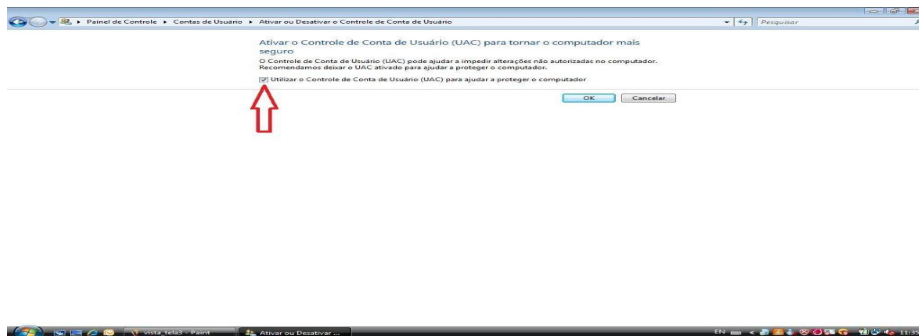 Painel de Controle ▸ Contas de Usuário ▸ Ativar ou Desativar o Controle de Conta de Usuário
Pesquisar
Ativar o Controle de Conta de Usuário (UAC) para tornar o computador mais
seguro
O Controle de Conta de Usuário (UAC) pode ajudar a impedir alterações não autorizadas no computador.
Recomendamos deixar o UAC ativado para ajudar a proteger o computador.
Utilizar o Controle de Conta de Usuário (UAC) para ajudar a proteger o computador
OK
Cancelar
vista_tela3 - Paint
Ativar ou Desativar ...
EN
11:35